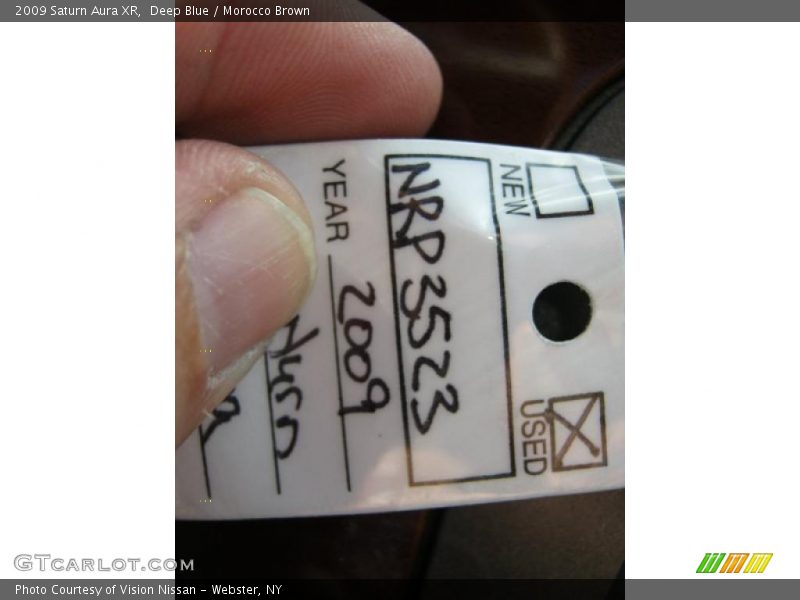 2009 Saturn Aura XR,  Deep Blue / Morocco Brown
NEW
USED
NRP3523
YEAR 2009
GTCARLOT.COM
Photo Courtesy of Vision Nissan – Webster, NY